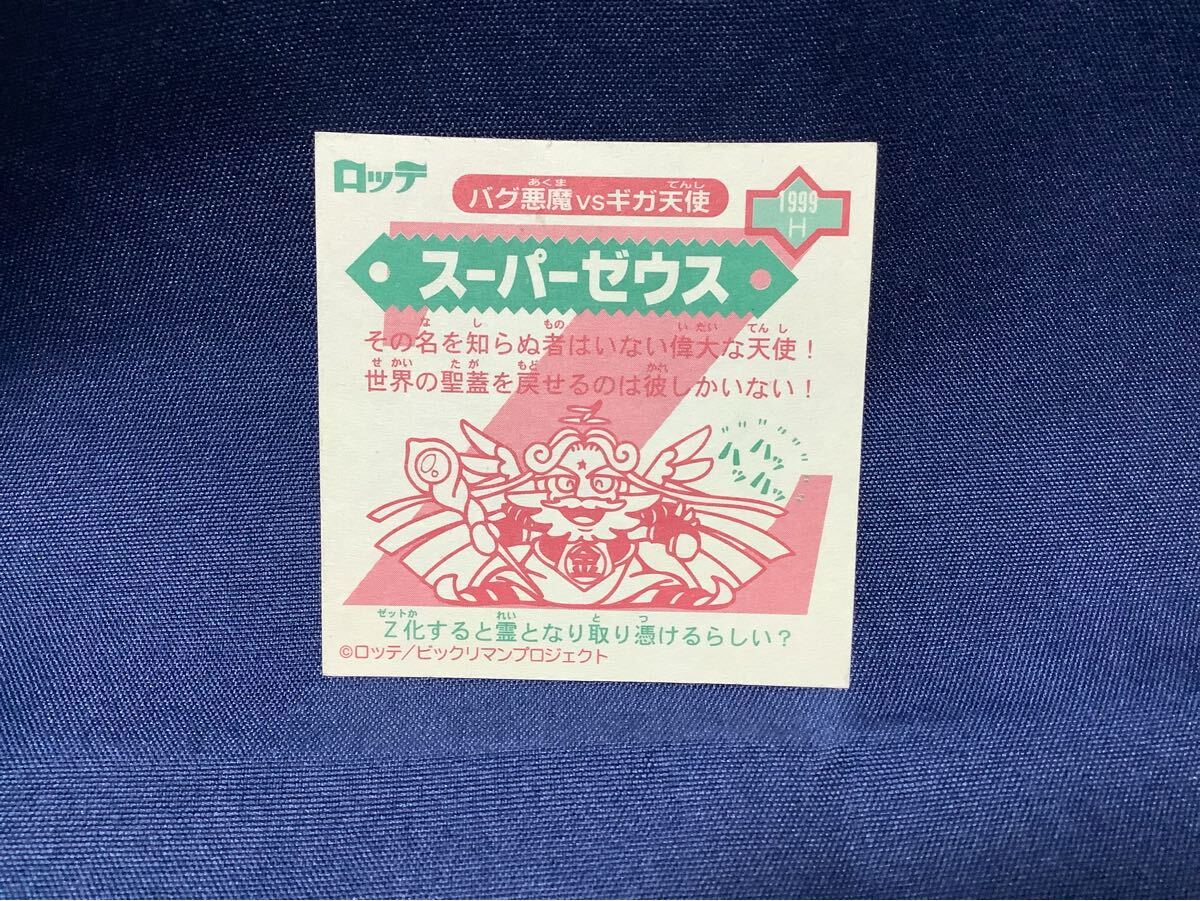 ロッテ
あくま てんし
バグ悪魔vsギガ天使
1999
H
スーパーゼウス
な し もの いだい てんし
その名を知らぬ者はいない偉大な天使！
せかい たが もど かれ
世界の聖蓋を戻せるのは彼しかいない！
ハッハッハッ
金
ゼットか れい と つ
Z化すると霊となり取り憑けるらしい？
©ロッテ/ビックリマンプロジェクト